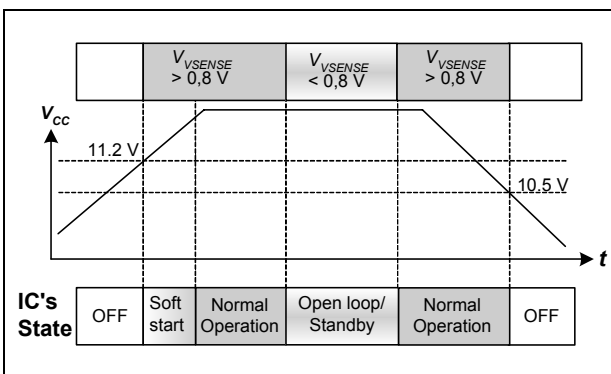 V_VSENSE
> 0,8 V
V_VSENSE
< 0,8 V
V_VSENSE
> 0,8 V
V_CC
11.2 V
10.5 V
t
IC's
State
OFF
Soft
start
Normal
Operation
Open loop/
Standby
Normal
Operation
OFF